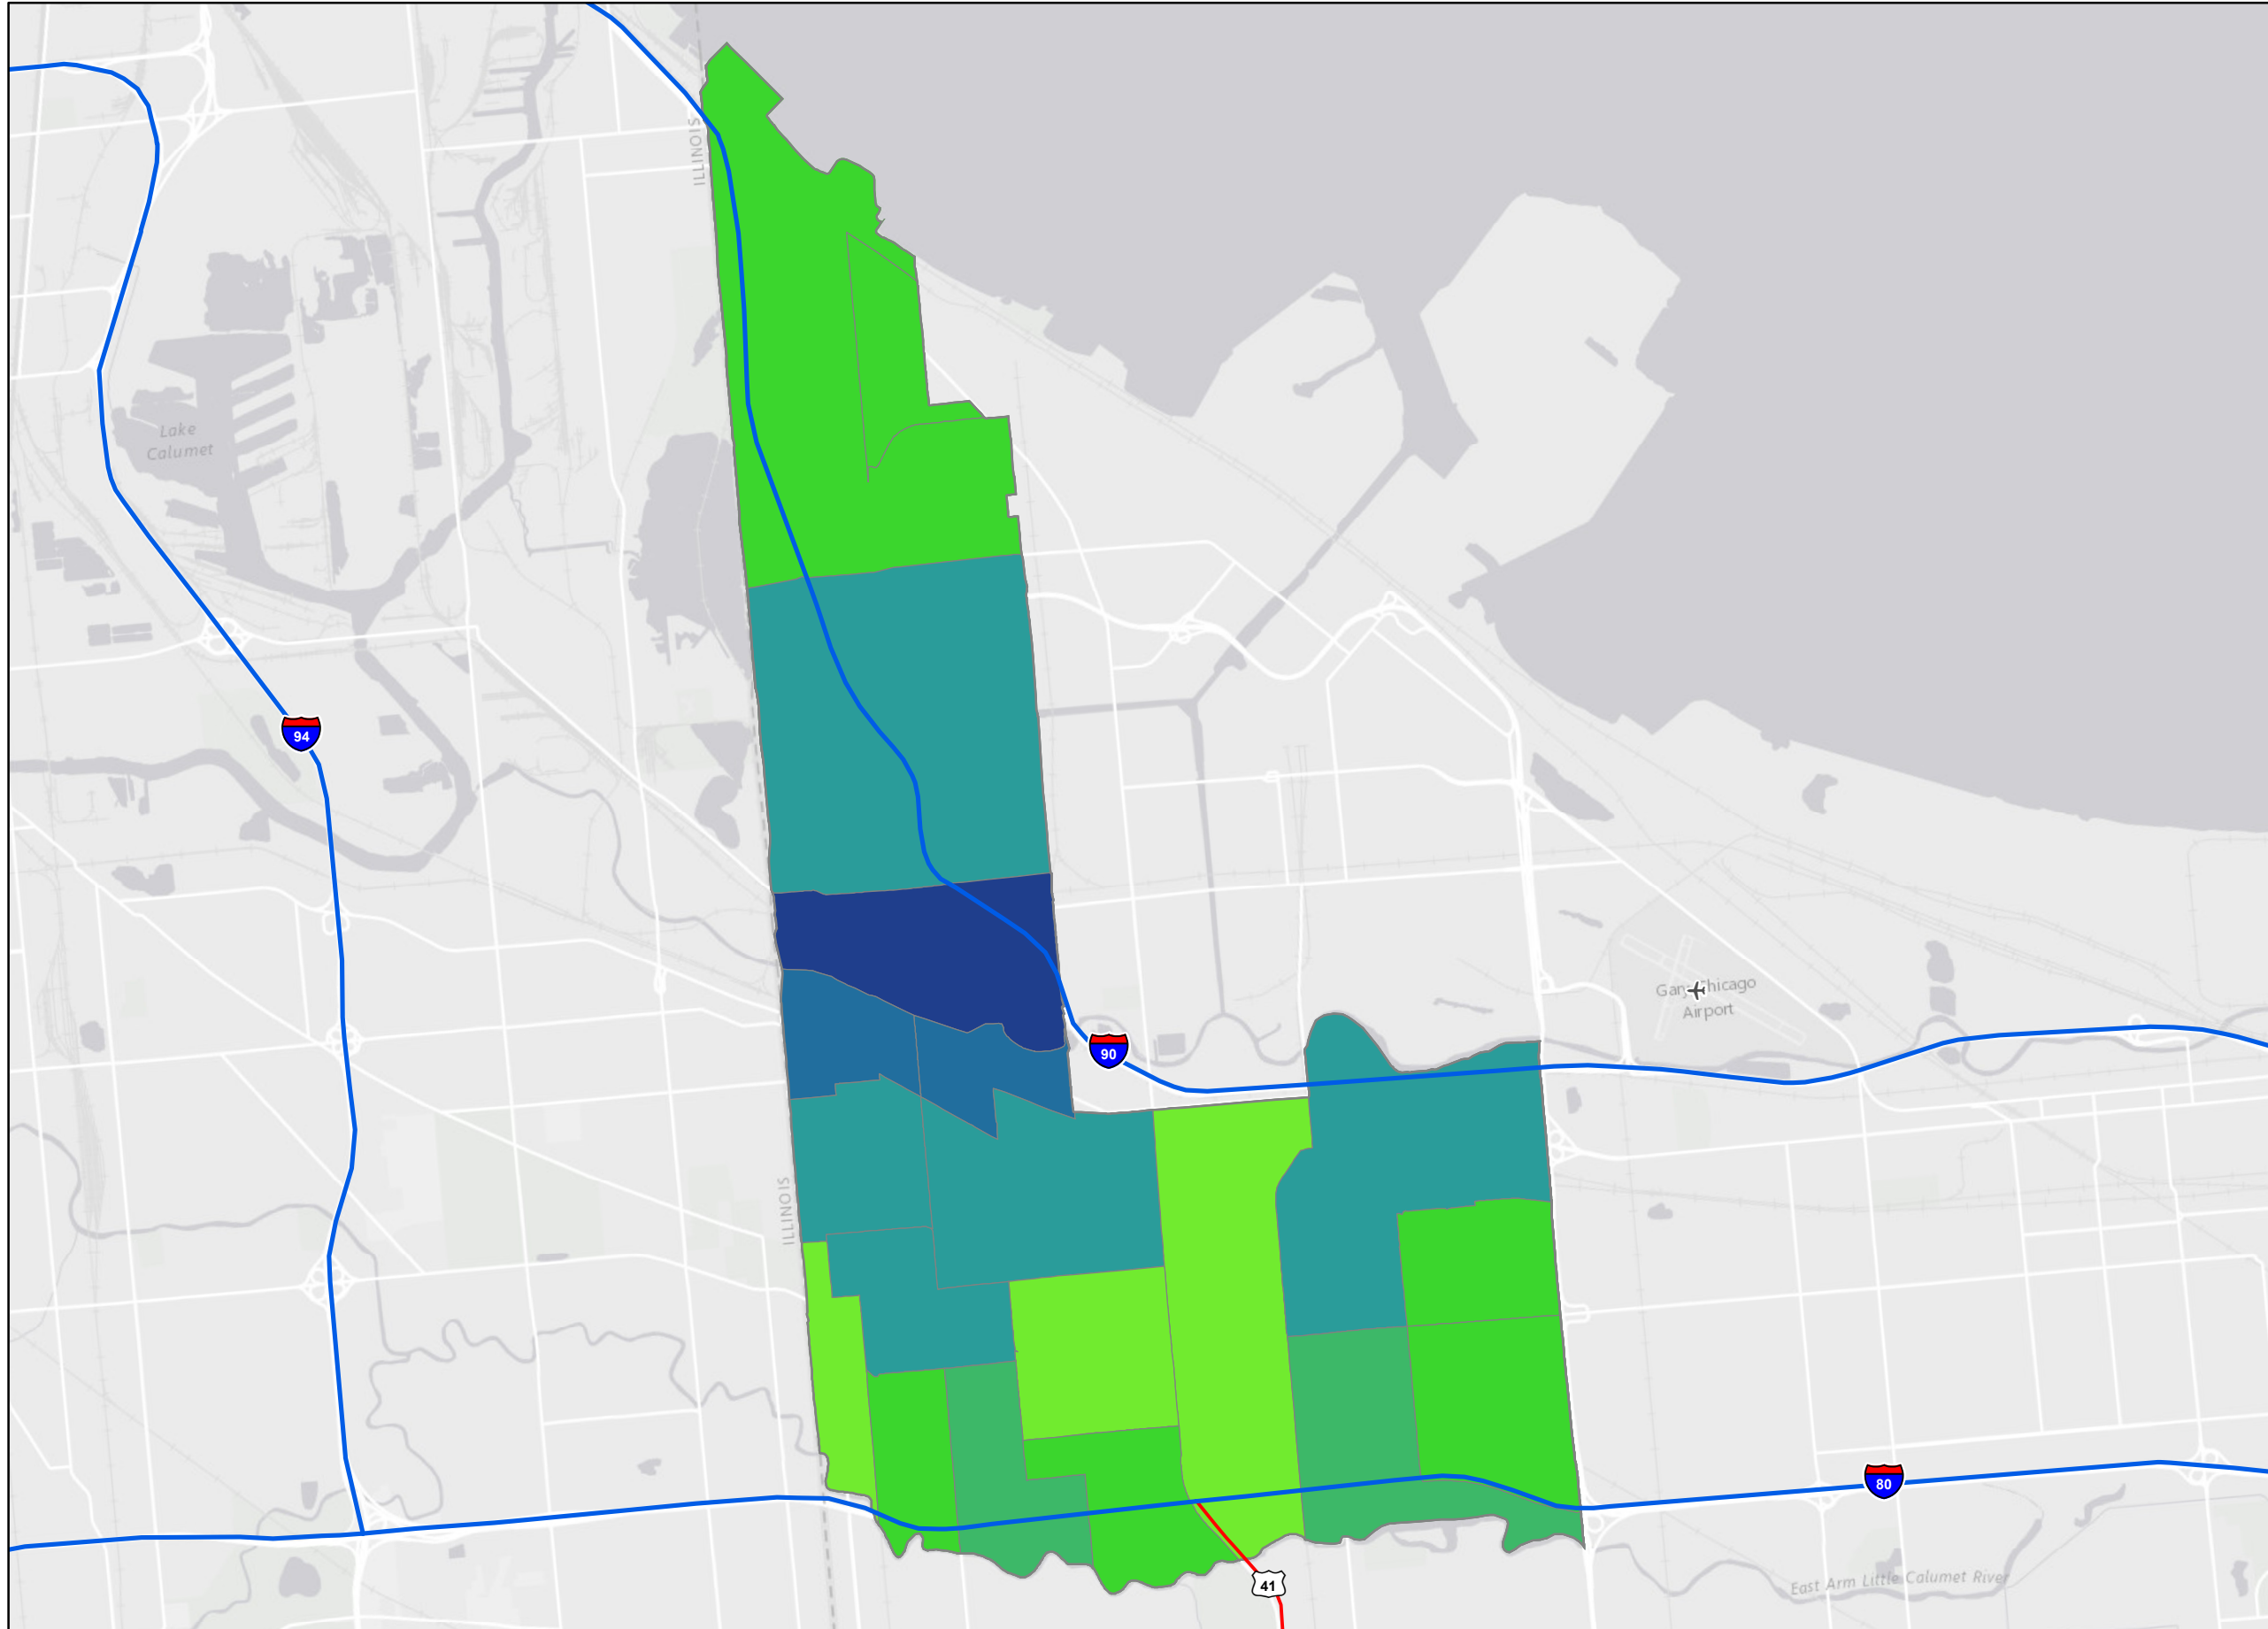 ILLINOIS
Lake
Calumet
94
Gary/Chicago
Airport
90
ILLINOIS
80
41
East Arm Little Calumet River